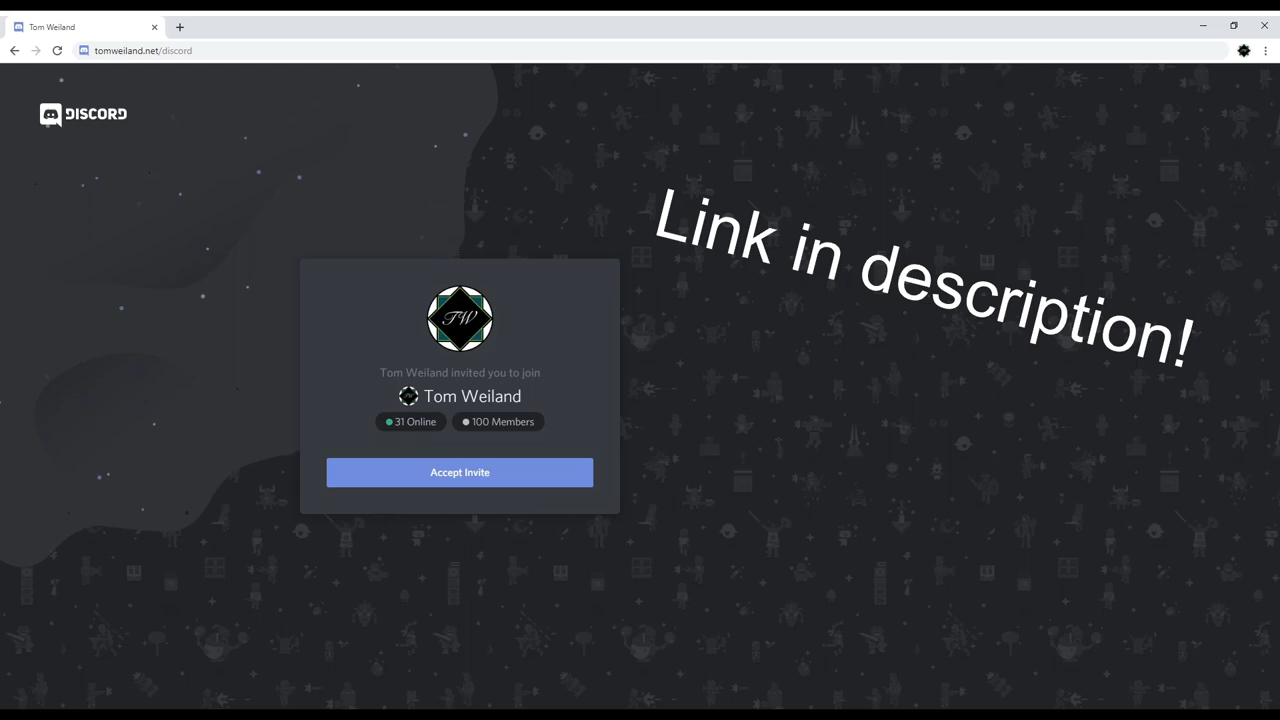 Tom Weiland
tomweiland.net/discord
DISCORD
Link in description!
TW
Tom Weiland invited you to join
Tom Weiland
31 Online
100 Members
Accept Invite